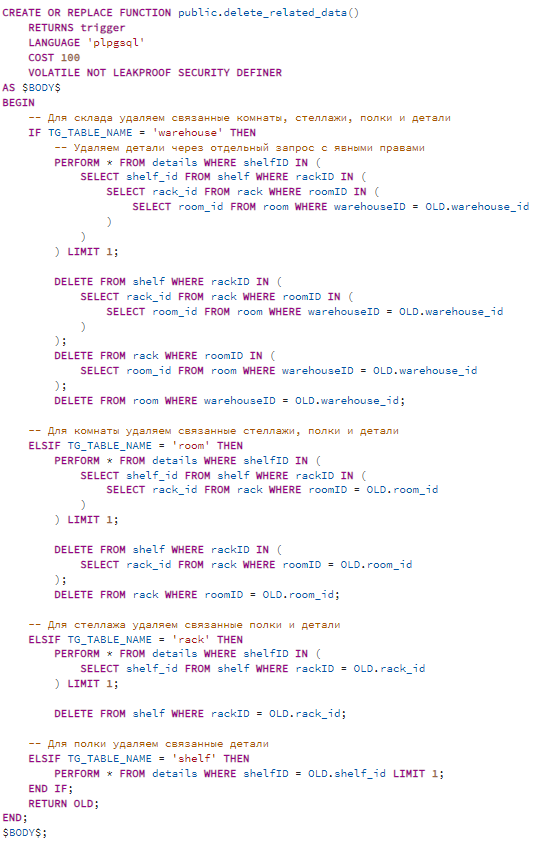 CREATE OR REPLACE FUNCTION public.delete_related_data()
    RETURNS trigger
    LANGUAGE 'plpgsql'
    COST 100
    VOLATILE NOT LEAKPROOF SECURITY DEFINER
AS $BODY$
BEGIN
    -- Для склада удаляем связанные комнаты, стеллажи, полки и детали
    IF TG_TABLE_NAME = 'warehouse' THEN
        -- Удаляем детали через отдельный запрос с явными правами
        PERFORM * FROM details WHERE shelfID IN (
            SELECT shelf_id FROM shelf WHERE rackID IN (
                SELECT rack_id FROM rack WHERE roomID IN (
                    SELECT room_id FROM room WHERE warehouseID = OLD.warehouse_id
                )
            )
        ) LIMIT 1;

        DELETE FROM shelf WHERE rackID IN (
            SELECT rack_id FROM rack WHERE roomID IN (
                SELECT room_id FROM room WHERE warehouseID = OLD.warehouse_id
            )
        );
        DELETE FROM rack WHERE roomID IN (
            SELECT room_id FROM room WHERE warehouseID = OLD.warehouse_id
        );
        DELETE FROM room WHERE warehouseID = OLD.warehouse_id;

    -- Для комнаты удаляем связанные стеллажи, полки и детали
    ELSIF TG_TABLE_NAME = 'room' THEN
        PERFORM * FROM details WHERE shelfID IN (
            SELECT shelf_id FROM shelf WHERE rackID IN (
                SELECT rack_id FROM rack WHERE roomID = OLD.room_id
            )
        ) LIMIT 1;

        DELETE FROM shelf WHERE rackID IN (
            SELECT rack_id FROM rack WHERE roomID = OLD.room_id
        );
        DELETE FROM rack WHERE roomID = OLD.room_id;

    -- Для стеллажа удаляем связанные полки и детали
    ELSIF TG_TABLE_NAME = 'rack' THEN
        PERFORM * FROM details WHERE shelfID IN (
            SELECT shelf_id FROM shelf WHERE rackID = OLD.rack_id
        ) LIMIT 1;

        DELETE FROM shelf WHERE rackID = OLD.rack_id;

    -- Для полки удаляем связанные детали
    ELSIF TG_TABLE_NAME = 'shelf' THEN
        PERFORM * FROM details WHERE shelfID = OLD.shelf_id LIMIT 1;
    END IF;
    RETURN OLD;
END;
$BODY$;